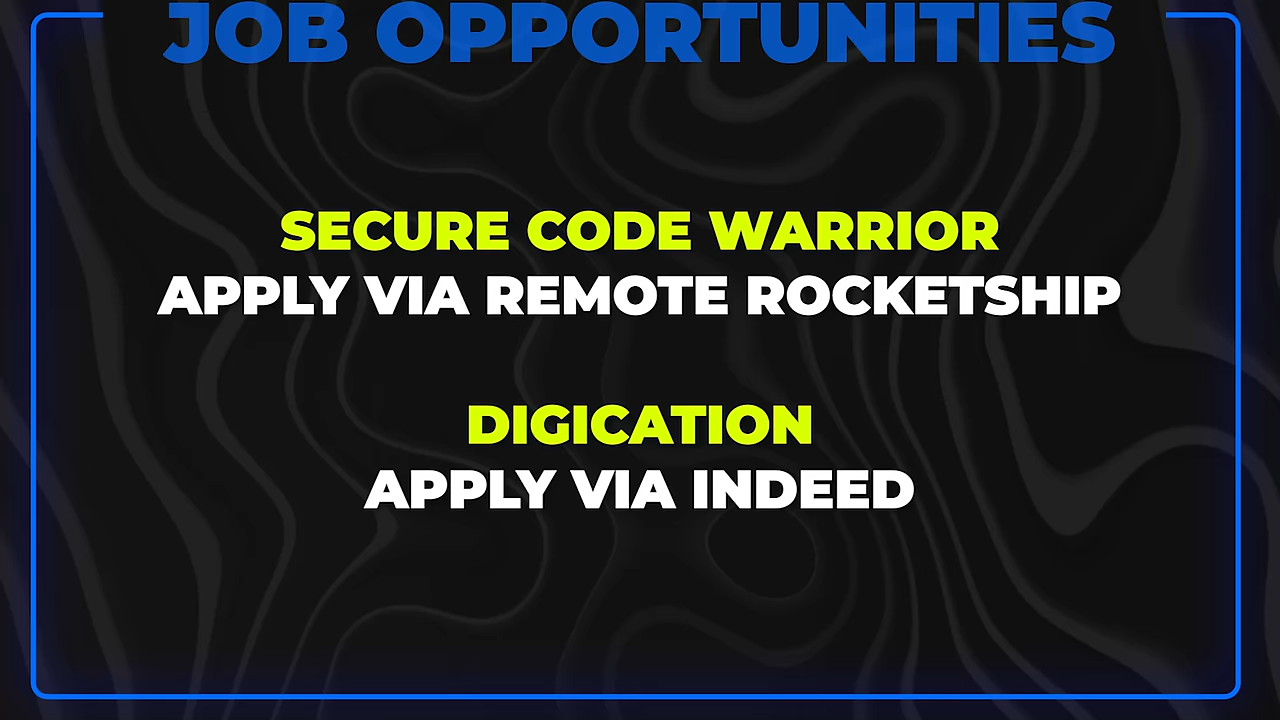 JOB OPPORTUNITIES
SECURE CODE WARRIOR
APPLY VIA REMOTE ROCKETSHIP
DIGICATION
APPLY VIA INDEED